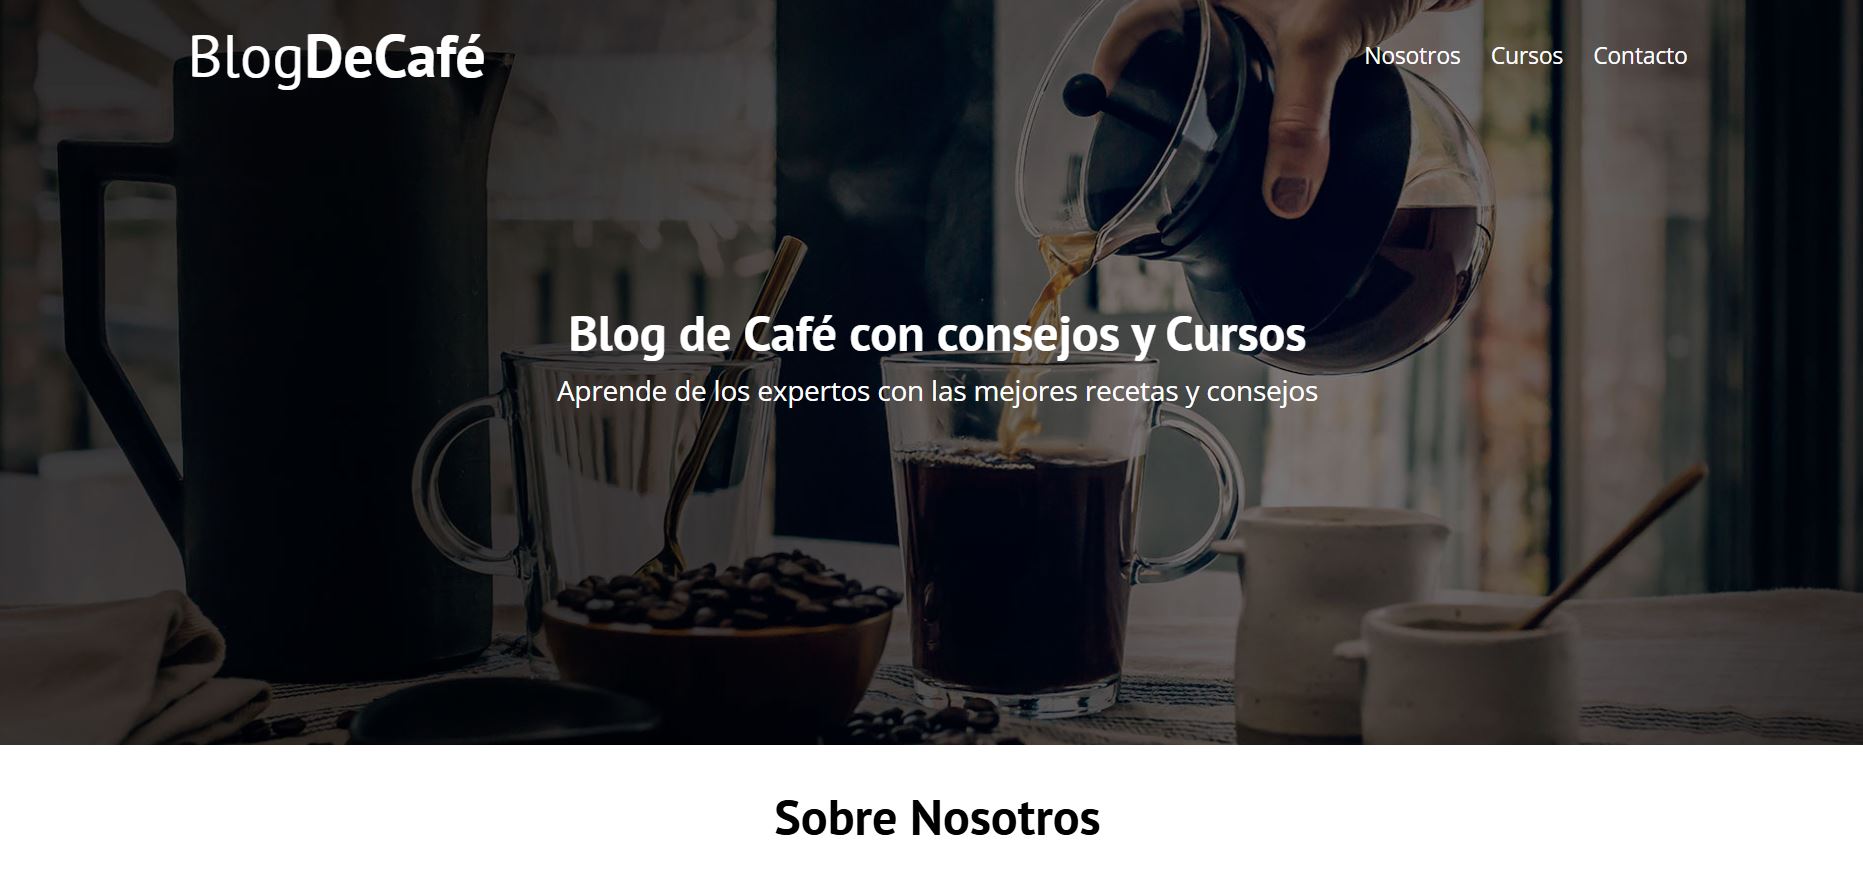 BlogDeCafé
Nosotros Cursos Contacto
Blog de Café con consejos y Cursos
Aprende de los expertos con las mejores recetas y consejos
Sobre Nosotros